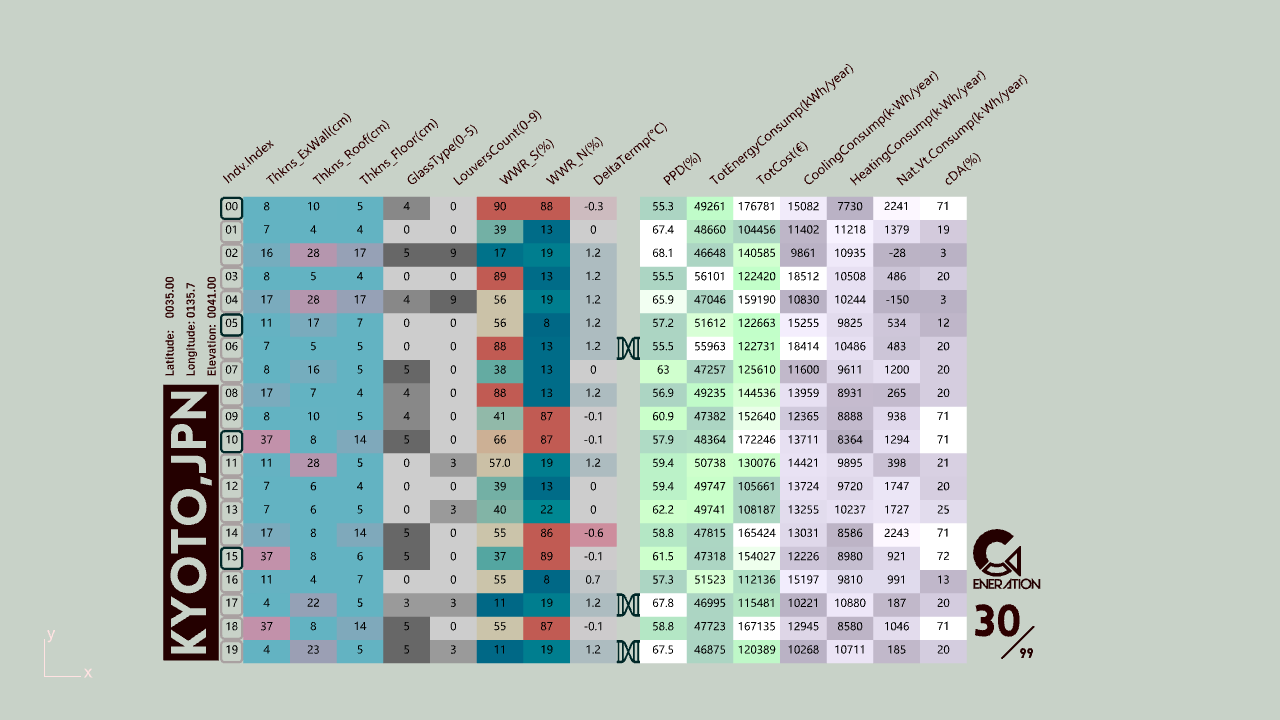 Indv.Index Thkns_ExWall(cm) Thkns_Roof(cm) Thkns_Floor(cm) GlassType(0-5) LouversCount(0-9) WWR_S(%) WWR_N(%) DeltaTermp(°C) PPD(%) TotEnergyConsump(kWh/year) TotCost(€) CoolingConsump(k·Wh/year) HeatingConsump(k·Wh/year) Nat.Vt.Consump(k·Wh/year) cDA(%)
00 8 10 5 4 0 90 88 -0.3 55.3 49261 176781 15082 7730 2241 71
01 7 4 4 0 0 39 13 0 67.4 48660 104456 11402 11218 1379 19
02 16 28 17 5 9 17 19 1.2 68.1 46648 140585 9861 10935 -28 3
03 8 5 4 0 0 89 13 1.2 55.5 56101 122420 18512 10508 486 20
04 17 28 17 4 9 56 19 1.2 65.9 47046 159190 10830 10244 -150 3
05 11 17 7 0 0 56 8 1.2 57.2 51612 122663 15255 9825 534 12
06 7 5 5 0 0 88 13 1.2 55.5 55963 122731 18414 10486 483 20
07 8 16 5 5 0 38 13 0 63 47257 125610 11600 9611 1200 20
08 17 7 4 4 0 88 13 1.2 56.9 49235 144536 13959 8931 265 20
09 8 10 5 4 0 41 87 -0.1 60.9 47382 152640 12365 8888 938 71
10 37 8 14 5 0 66 87 -0.1 57.9 48364 172246 13711 8364 1294 71
11 11 28 5 0 3 57.0 19 1.2 59.4 50738 130076 14421 9895 398 21
12 7 6 4 0 0 39 13 0 59.4 49747 105661 13724 9720 1747 20
13 7 6 5 0 3 40 22 0 62.2 49741 108187 13255 10237 1727 25
14 17 8 14 5 0 55 86 -0.6 58.8 47815 165424 13031 8586 2243 71
15 37 8 6 5 0 37 89 -0.1 61.5 47318 154027 12226 8980 921 72
16 11 4 7 0 0 55 8 0.7 57.3 51523 112136 15197 9810 991 13
17 4 22 5 3 3 11 19 1.2 67.8 46995 115481 10221 10880 187 20
18 37 8 14 5 0 55 87 -0.1 58.8 47723 167135 12945 8580 1046 71
19 4 23 5 5 3 11 19 1.2 67.5 46875 120389 10268 10711 185 20
Latitude: 0035.00
Longitude: 0135.7
Elevation: 0041.00
KYOTO,JPN
G
ENERATION
30/99
y
x